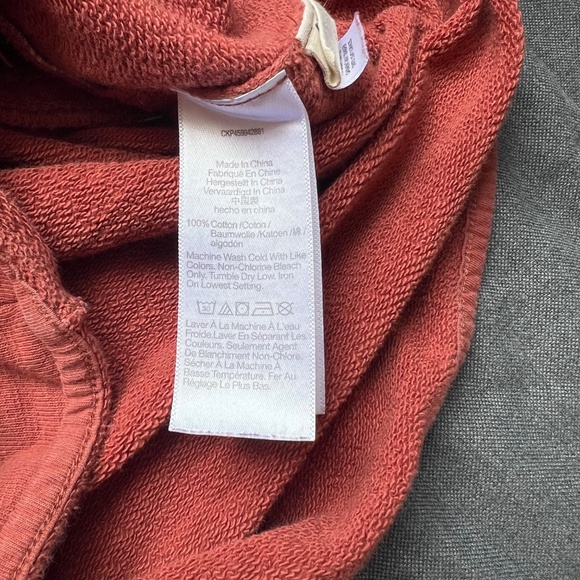 CKP459942881
Made In China
Fabriqué En Chine
Hergestellt In China
Vervaardigd In China
中国製
hecho en china
100% Cotton /Coton /
Baumwolle /Katoen /綿 /
algodón
Machine Wash Cold With Like
Colors. Non-Chlorine Bleach
Only. Tumble Dry Low. Iron
On Lowest Setting.
30
Laver À La Machine À L'eau
Froide.Laver En Séparant Les
Couleurs. Seulement Agent
De Blanchiment Non-Chlore.
Sécher À La Machine À
Basse Température. Fer Au
Réglage Le Plus Bas.